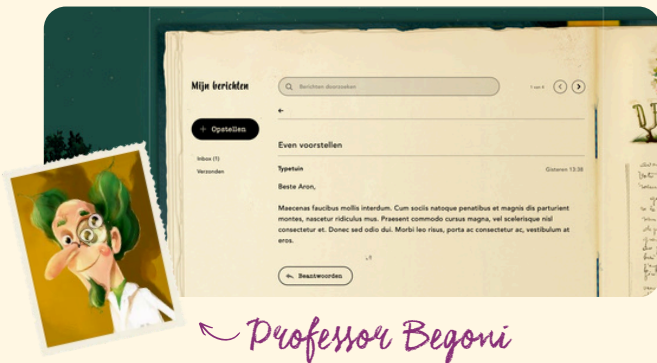 Mijn berichten
Berichten doorzoeken
1 van 4
+ Opstellen
Even voorstellen
Inbox (1)
Verzonden
Typetuin
Gisteren 13:38
Beste Aron,
Maecenas faucibus mollis interdum. Cum sociis natoque penatibus et magnis dis parturient
montes, nascetur ridiculus mus. Praesent commodo cursus magna, vel scelerisque nisl
consectetur et. Donec sed odio dui. Morbi leo risus, porta ac consectetur ac, vestibulum at
eros.
Beantwoorden
Professor Begoni